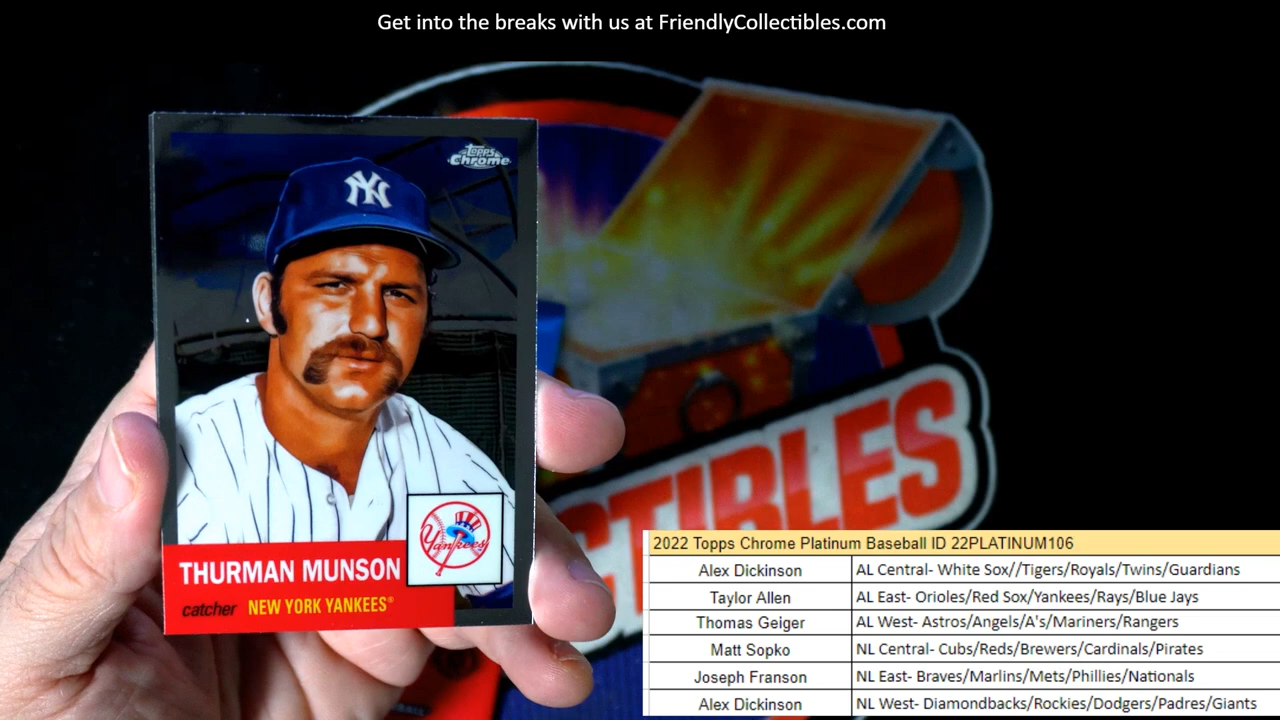 Get into the breaks with us at FriendlyCollectibles.com
Topps
Chrome
NY
Yankees
THURMAN MUNSON
catcher NEW YORK YANKEES®
CTIBLES
2022 Topps Chrome Platinum Baseball ID 22PLATINUM106
Alex Dickinson AL Central- White Sox//Tigers/Royals/Twins/Guardians
Taylor Allen AL East- Orioles/Red Sox/Yankees/Rays/Blue Jays
Thomas Geiger AL West- Astros/Angels/A's/Mariners/Rangers
Matt Sopko NL Central- Cubs/Reds/Brewers/Cardinals/Pirates
Joseph Franson NL East- Braves/Marlins/Mets/Phillies/Nationals
Alex Dickinson NL West- Diamondbacks/Rockies/Dodgers/Padres/Giants